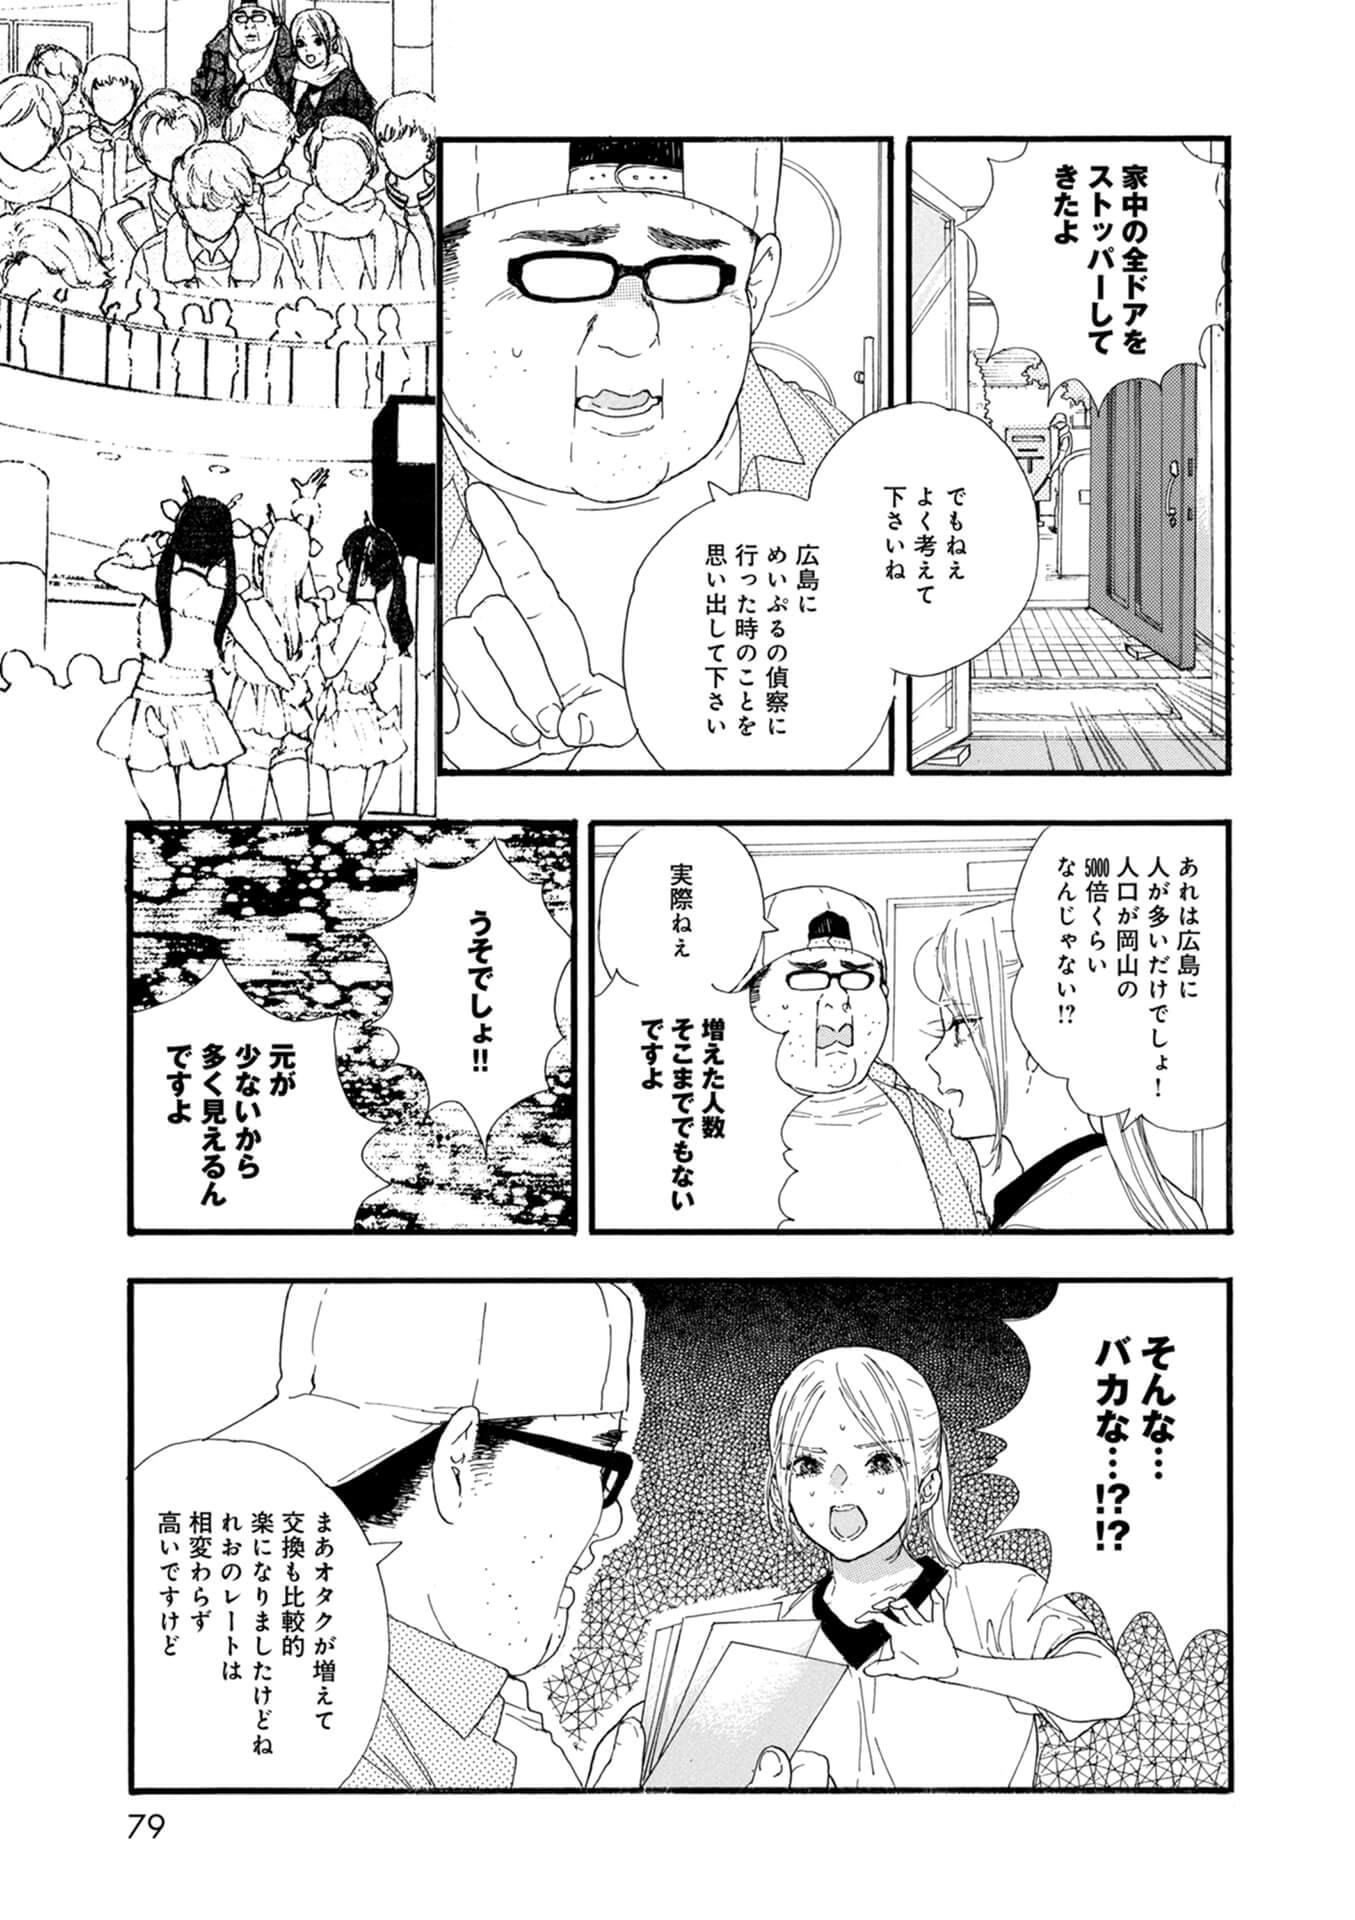 家中の全ドアを
ストッパーして
きたよ
でもねえ
よく考えて
下さいね
広島に
めいぷるの偵察に
行った時のことを
思い出して下さい
あれは広島に
人が多いだけでしょ！
人口が岡山の
5000倍くらい
なんじゃない!?
実際ねえ
増えた人数
そこまででもない
ですよ
うそでしょ!!
元が
少ないから
多く見えるん
ですよ
そんな…
バカな…!?!?
まあオタクが増えて
交換も比較的
楽になりましたけどね
れおのレートは
相変わらず
高いですけど
79